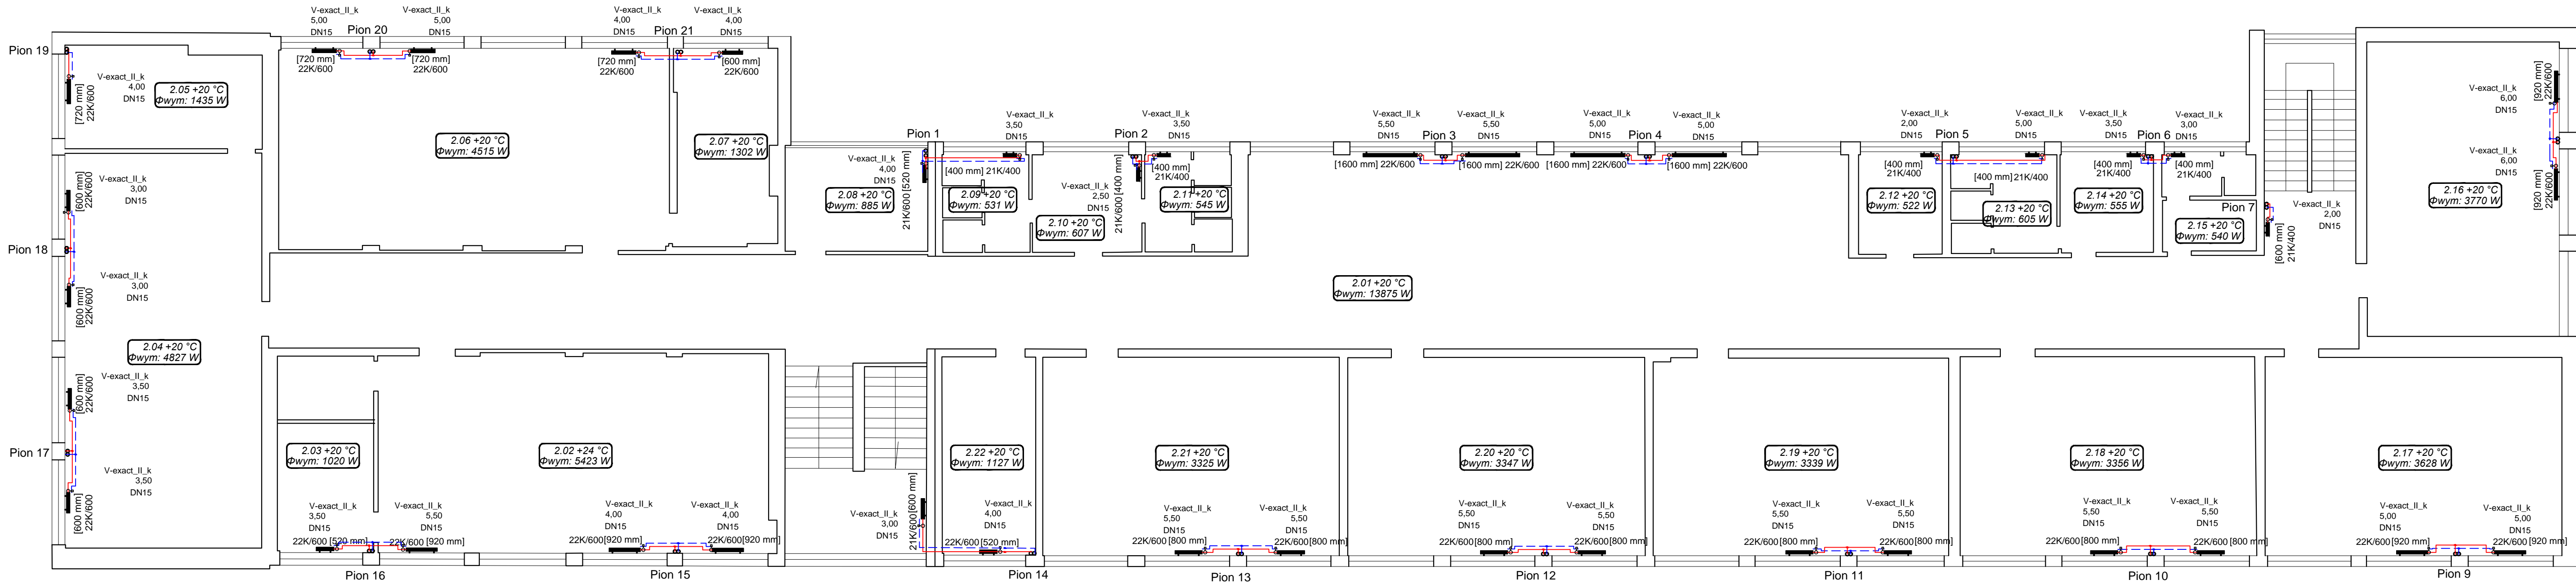 V-exact_II_k
5,00
DN15
Pion 20
V-exact_II_k
5,00
DN15
V-exact_II_k
4,00
DN15
Pion 21
V-exact_II_k
4,00
DN15
Pion 19
[720 mm]
22K/600
[720 mm]
22K/600
[720 mm]
22K/600
[600 mm]
22K/600
V-exact_II_k
4,00
DN15
[720 mm]
22K/600
2.05 +20 °C
Φwym: 1435 W
2.06 +20 °C
Φwym: 4515 W
2.07 +20 °C
Φwym: 1302 W
Pion 1
V-exact_II_k
3,50
DN15
Pion 2
V-exact_II_k
3,50
DN15
V-exact_II_k
5,50
DN15
Pion 3
V-exact_II_k
5,50
DN15
V-exact_II_k
5,00
DN15
Pion 4
V-exact_II_k
5,00
DN15
V-exact_II_k
2,00
DN15
Pion 5
V-exact_II_k
5,00
DN15
V-exact_II_k
3,50
DN15
Pion 6
V-exact_II_k
3,00
DN15
V-exact_II_k
6,00
DN15
[920 mm]
22K/600
V-exact_II_k
6,00
DN15
[920 mm]
22K/600
2.16 +20 °C
Φwym: 3770 W
V-exact_II_k
4,00
DN15
21K/600 [520 mm]
2.08 +20 °C
Φwym: 885 W
[400 mm] 21K/400
2.09 +20 °C
Φwym: 531 W
V-exact_II_k
2,50
DN15
21K/600 [400 mm]
2.10 +20 °C
Φwym: 607 W
[400 mm]
21K/400
2.11 +20 °C
Φwym: 545 W
[1600 mm] 22K/600
[1600 mm] 22K/600
[1600 mm] 22K/600
[1600 mm] 22K/600
[400 mm]
21K/400
2.12 +20 °C
Φwym: 522 W
[400 mm] 21K/400
2.13 +20 °C
Φwym: 605 W
[400 mm]
21K/400
2.14 +20 °C
Φwym: 555 W
[400 mm]
21K/400
Pion 7
2.15 +20 °C
Φwym: 540 W
V-exact_II_k
2,00
DN15
[600 mm]
21K/400
V-exact_II_k
3,00
DN15
[600 mm]
22K/600
Pion 18
V-exact_II_k
3,00
DN15
[600 mm]
22K/600
2.01 +20 °C
Φwym: 13875 W
2.04 +20 °C
Φwym: 4827 W
V-exact_II_k
3,50
DN15
[600 mm]
22K/600
Pion 17
V-exact_II_k
3,50
DN15
[600 mm]
22K/600
2.03 +20 °C
Φwym: 1020 W
2.02 +24 °C
Φwym: 5423 W
2.22 +20 °C
Φwym: 1127 W
2.21 +20 °C
Φwym: 3325 W
2.20 +20 °C
Φwym: 3347 W
2.19 +20 °C
Φwym: 3339 W
2.18 +20 °C
Φwym: 3356 W
2.17 +20 °C
Φwym: 3628 W
V-exact_II_k
3,50
DN15
22K/600 [520 mm]
V-exact_II_k
5,50
DN15
22K/600 [920 mm]
V-exact_II_k
4,00
DN15
22K/600[920 mm]
V-exact_II_k
4,00
DN15
22K/600[920 mm]
V-exact_II_k
3,00
DN15
21K/600[600 mm]
V-exact_II_k
4,00
DN15
22K/600 [520 mm]
V-exact_II_k
5,50
DN15
22K/600[800 mm]
V-exact_II_k
5,50
DN15
22K/600[800 mm]
V-exact_II_k
5,50
DN15
22K/600[800 mm]
V-exact_II_k
5,50
DN15
22K/600[800 mm]
V-exact_II_k
5,50
DN15
22K/600[800 mm]
V-exact_II_k
5,50
DN15
22K/600 [800 mm]
V-exact_II_k
5,50
DN15
22K/600 [800 mm]
V-exact_II_k
5,50
DN15
22K/600 [800 mm]
V-exact_II_k
5,00
DN15
22K/600 [920 mm]
V-exact_II_k
5,00
DN15
22K/600 [920 mm]
Pion 16
Pion 15
Pion 14
Pion 13
Pion 12
Pion 11
Pion 10
Pion 9